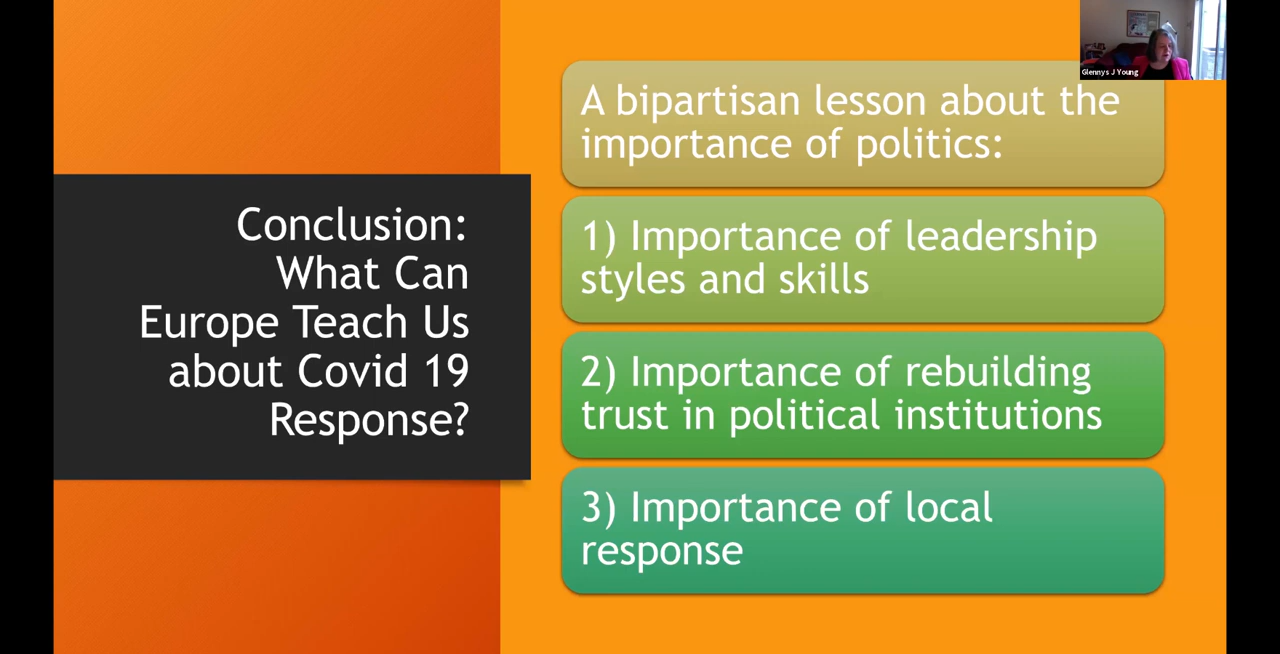 Conclusion:
What Can
Europe Teach Us
about Covid 19
Response?
A bipartisan lesson about the
importance of politics:
1) Importance of leadership
styles and skills
2) Importance of rebuilding
trust in political institutions
3) Importance of local
response
Glennys J Young